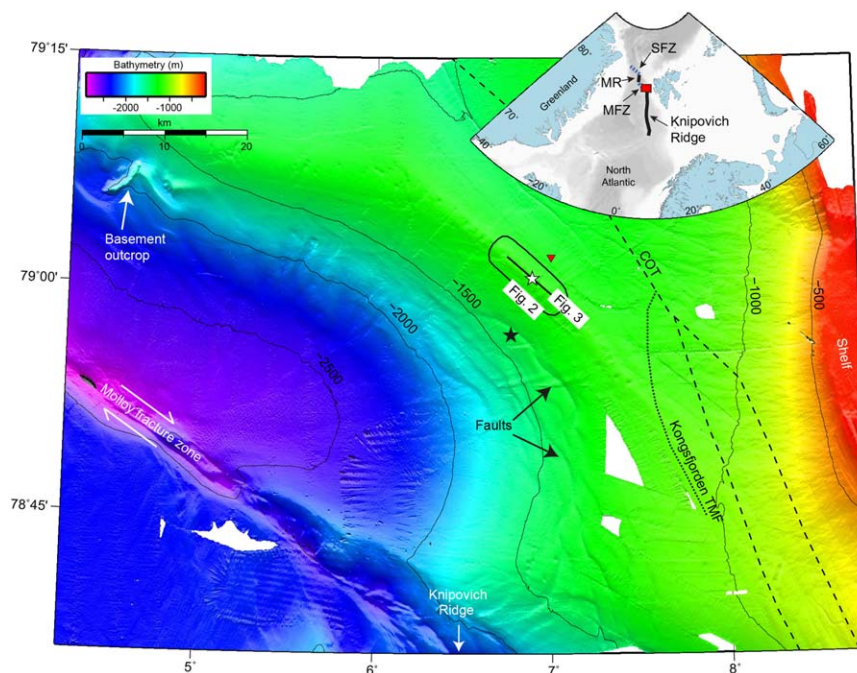 79°15'
Bathymetry (m)
-2000 -1000
km
0 10 20
80°
SFZ
Greenland
MR
70°
MFZ
Knipovich
Ridge
-40°
60°
North
Atlantic
-20°
40°
0°
20°
Basement
outcrop
79°00'
COT
-1500
-1000
-500
Fig. 2
Fig. 3
-2000
Shelf
-2500
Molloy fracture zone
Faults
Kongsfjorden TMF
78°45'
Knipovich
Ridge
5° 6° 7° 8°